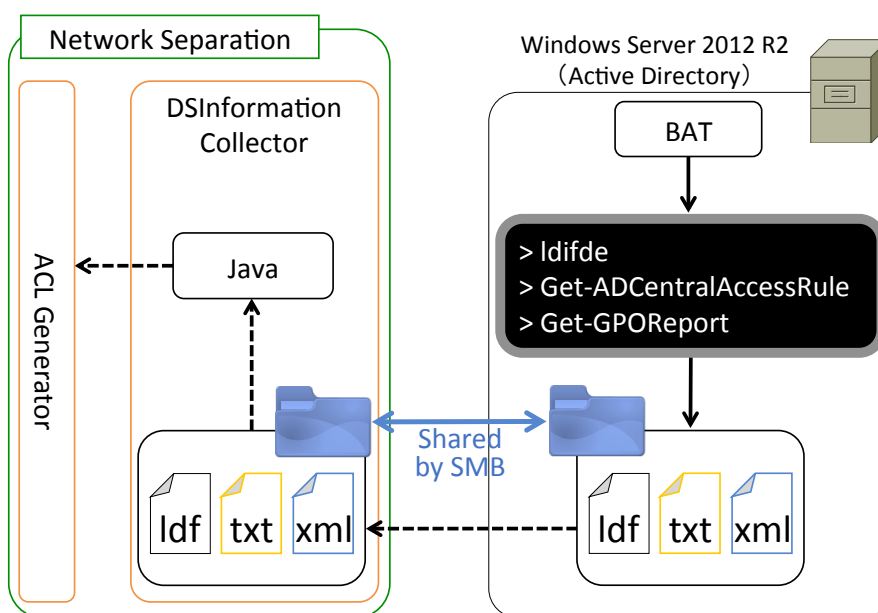 Network Separation
ACL Generator
DSInformation
Collector
Java
ldf
txt
xml
Shared
by SMB
Windows Server 2012 R2
（Active Directory）
BAT
> ldifde
> Get-ADCentralAccessRule
> Get-GPOReport
ldf
txt
xml